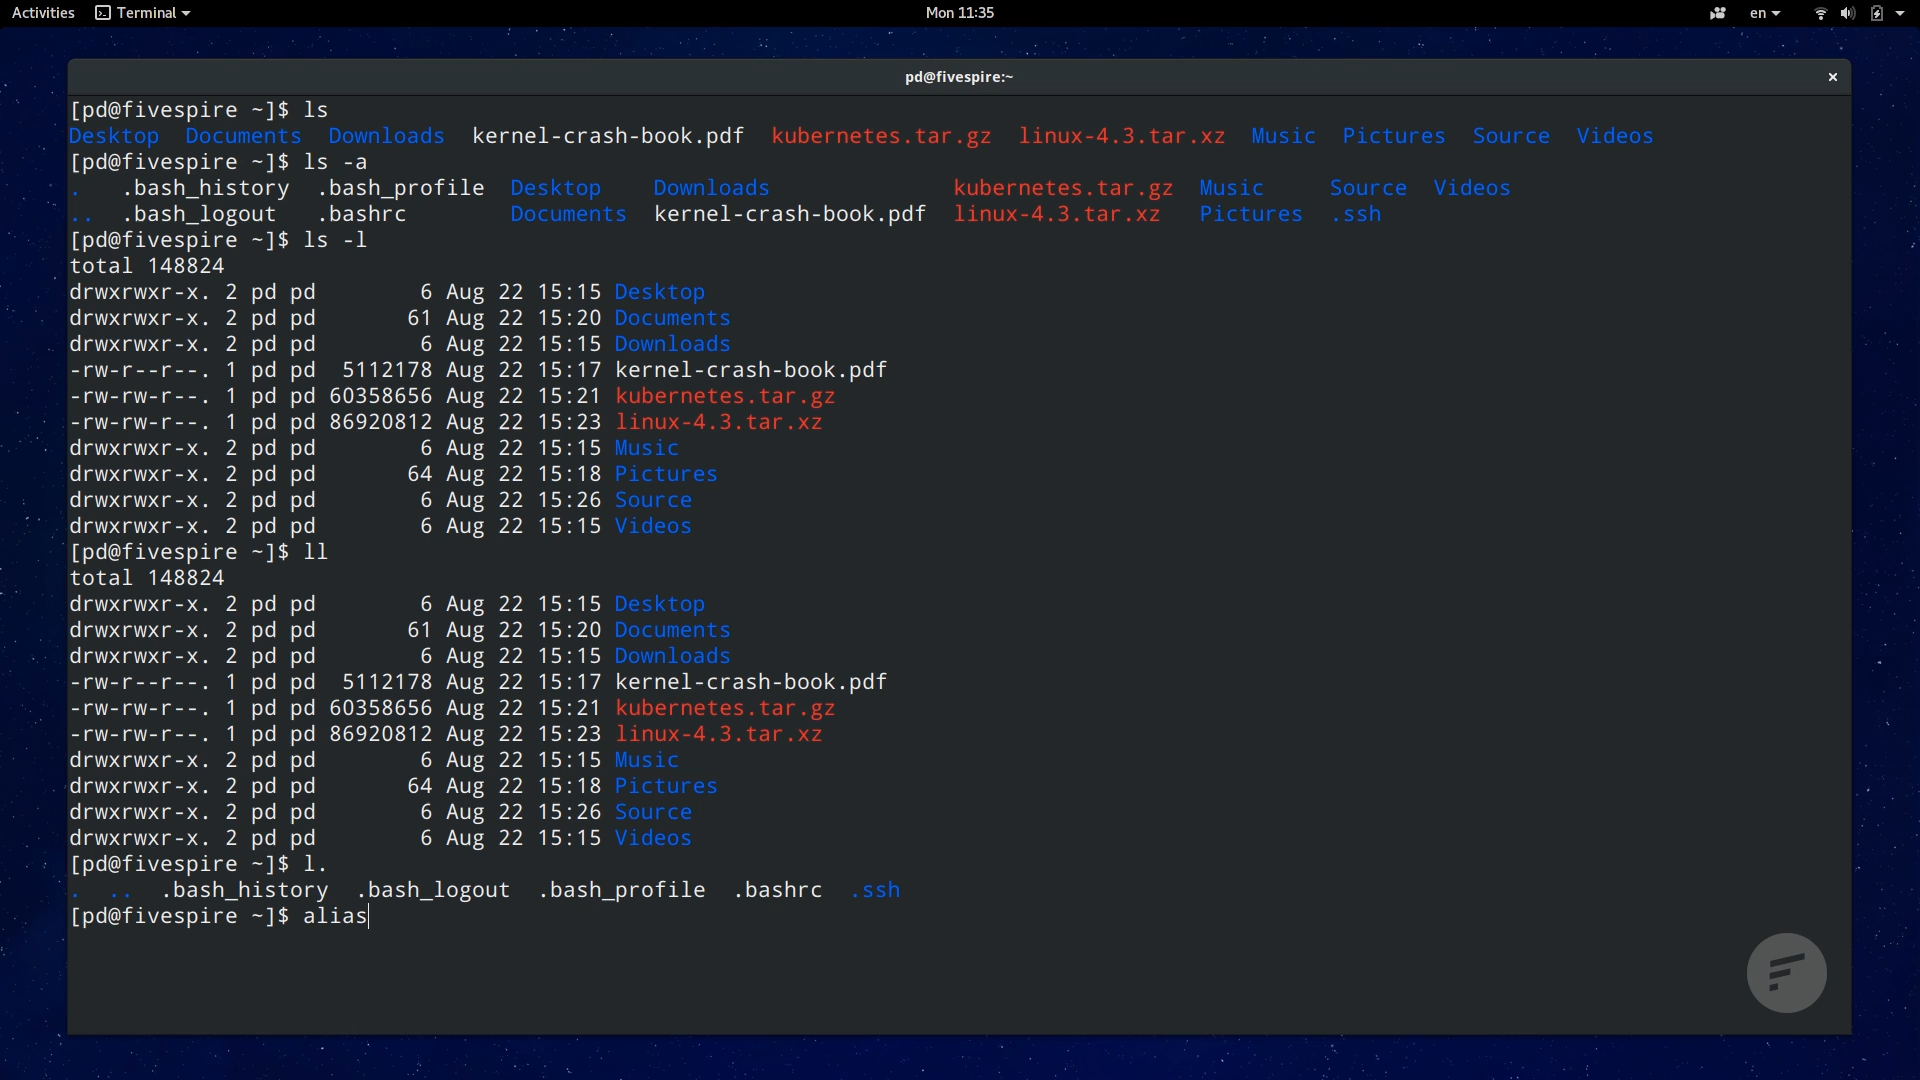 Activities Terminal Mon 11:35 en
pd@fivespire:~ ×
[pd@fivespire ~]$ ls
Desktop  Documents  Downloads  kernel-crash-book.pdf  kubernetes.tar.gz  linux-4.3.tar.xz  Music  Pictures  Source  Videos
[pd@fivespire ~]$ ls -a
.   .bash_history  .bash_profile  Desktop    Downloads              kubernetes.tar.gz  Music     Source  Videos
..  .bash_logout   .bashrc        Documents  kernel-crash-book.pdf  linux-4.3.tar.xz   Pictures  .ssh
[pd@fivespire ~]$ ls -l
total 148824
drwxrwxr-x. 2 pd pd        6 Aug 22 15:15 Desktop
drwxrwxr-x. 2 pd pd       61 Aug 22 15:20 Documents
drwxrwxr-x. 2 pd pd        6 Aug 22 15:15 Downloads
-rw-r--r--. 1 pd pd  5112178 Aug 22 15:17 kernel-crash-book.pdf
-rw-rw-r--. 1 pd pd 60358656 Aug 22 15:21 kubernetes.tar.gz
-rw-rw-r--. 1 pd pd 86920812 Aug 22 15:23 linux-4.3.tar.xz
drwxrwxr-x. 2 pd pd        6 Aug 22 15:15 Music
drwxrwxr-x. 2 pd pd       64 Aug 22 15:18 Pictures
drwxrwxr-x. 2 pd pd        6 Aug 22 15:26 Source
drwxrwxr-x. 2 pd pd        6 Aug 22 15:15 Videos
[pd@fivespire ~]$ ll
total 148824
drwxrwxr-x. 2 pd pd        6 Aug 22 15:15 Desktop
drwxrwxr-x. 2 pd pd       61 Aug 22 15:20 Documents
drwxrwxr-x. 2 pd pd        6 Aug 22 15:15 Downloads
-rw-r--r--. 1 pd pd  5112178 Aug 22 15:17 kernel-crash-book.pdf
-rw-rw-r--. 1 pd pd 60358656 Aug 22 15:21 kubernetes.tar.gz
-rw-rw-r--. 1 pd pd 86920812 Aug 22 15:23 linux-4.3.tar.xz
drwxrwxr-x. 2 pd pd        6 Aug 22 15:15 Music
drwxrwxr-x. 2 pd pd       64 Aug 22 15:18 Pictures
drwxrwxr-x. 2 pd pd        6 Aug 22 15:26 Source
drwxrwxr-x. 2 pd pd        6 Aug 22 15:15 Videos
[pd@fivespire ~]$ l.
.  ..  .bash_history  .bash_logout  .bash_profile  .bashrc  .ssh
[pd@fivespire ~]$ alias